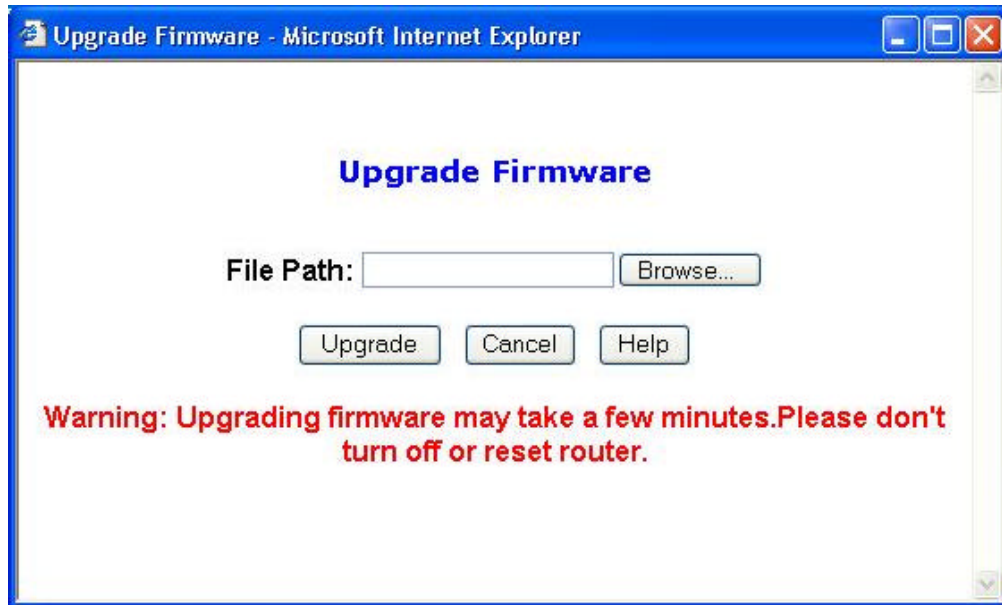 Upgrade Firmware - Microsoft Internet Explorer
Upgrade Firmware
File Path: Browse...
Upgrade Cancel Help
Warning: Upgrading firmware may take a few minutes.Please don't
turn off or reset router.